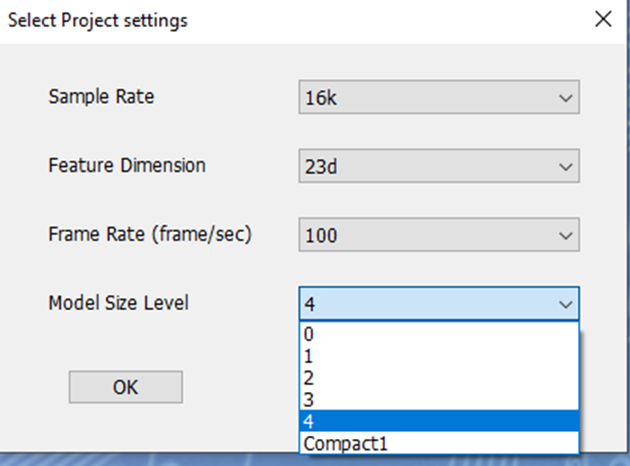 Select Project settings
Sample Rate 16k
Feature Dimension 23d
Frame Rate (frame/sec) 100
Model Size Level 4
0
1
2
3
4
Compact1
OK